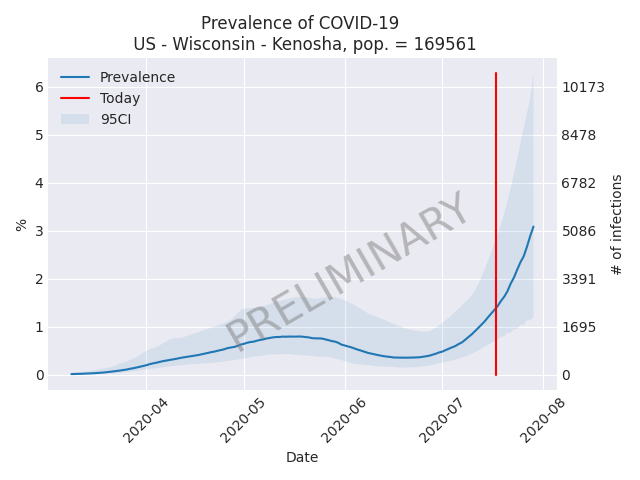 Prevalence of COVID-19
US - Wisconsin - Kenosha, pop. = 169561
Prevalence
Today
95CI
6
5
4
3
2
1
0
%
10173
8478
6782
5086
3391
1695
0
# of infections
PRELIMINARY
2020-04
2020-05
2020-06
2020-07
2020-08
Date